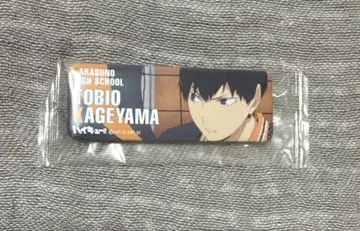 KARASUNO
HIGH SCHOOL
TOBIO
KAGEYAMA
ハイキュー!!